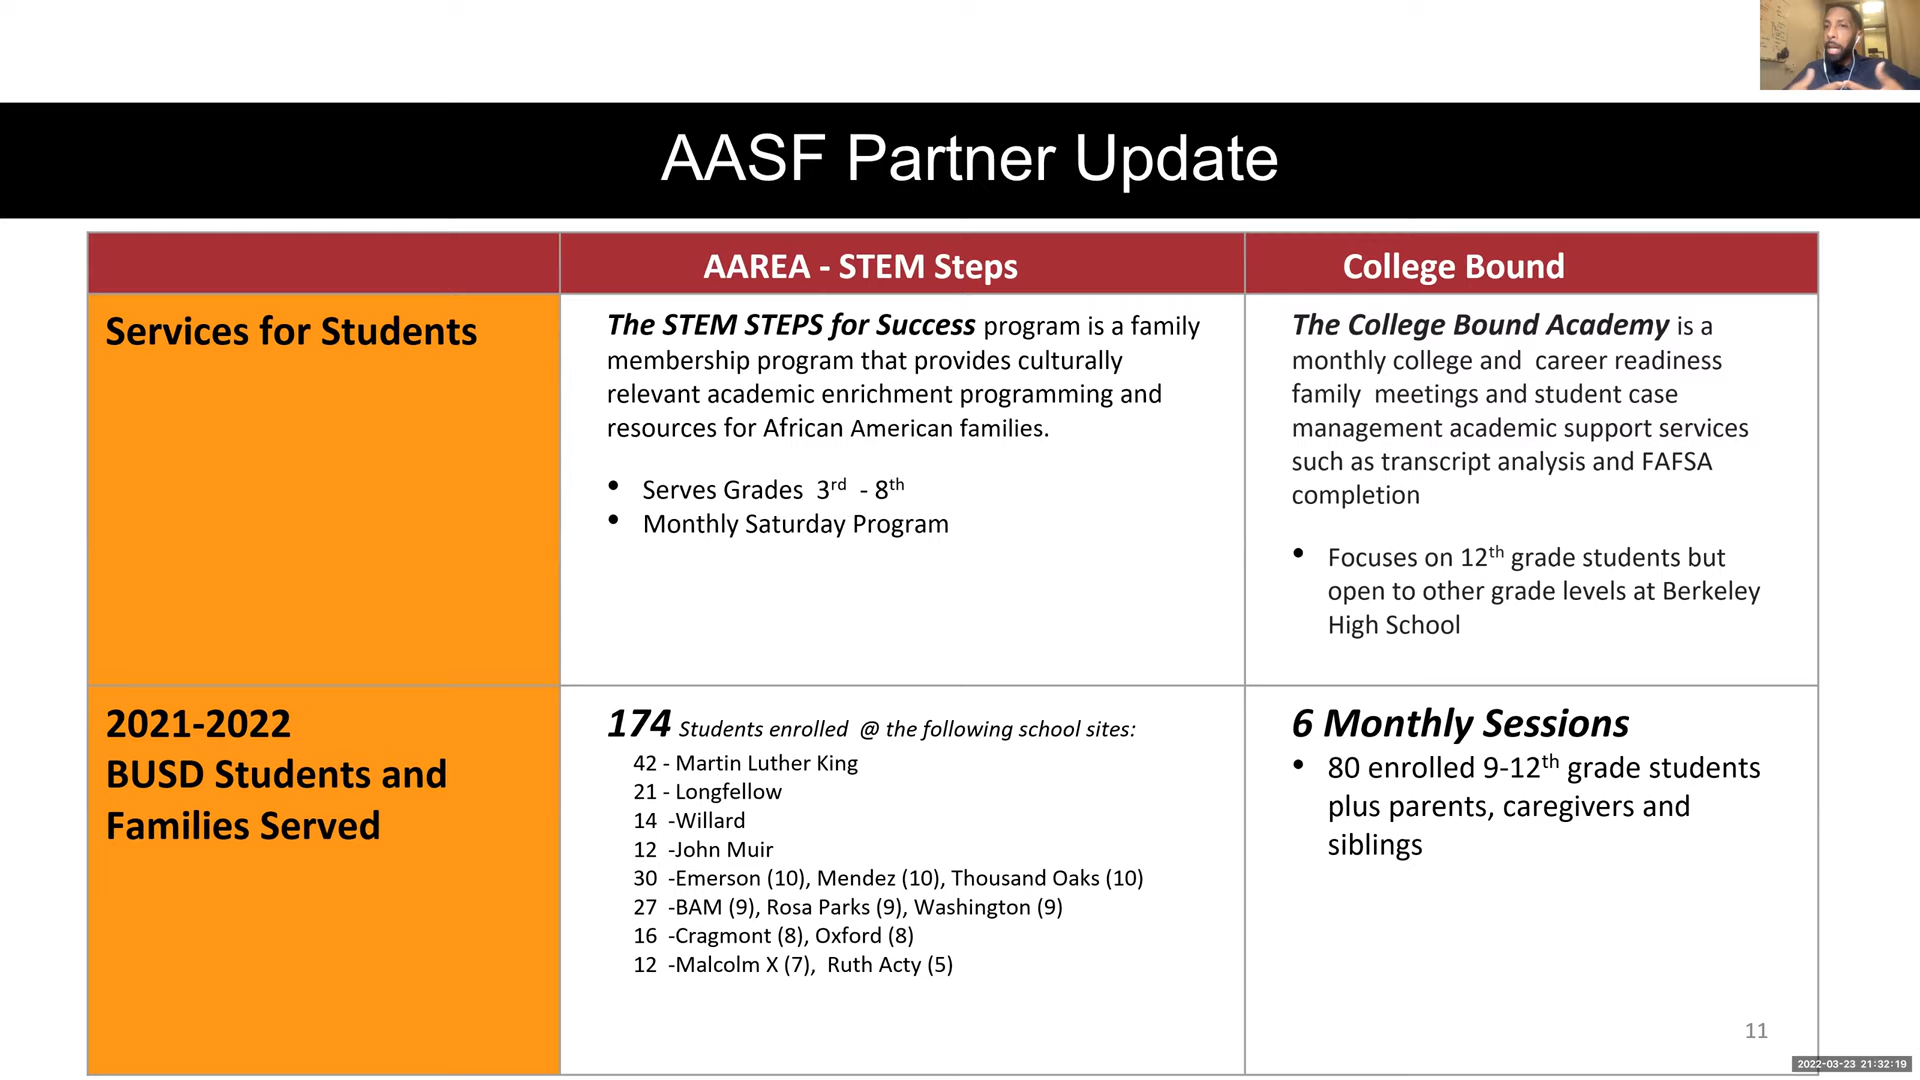 AASF Partner Update
AAREA - STEM Steps
College Bound
Services for Students
The STEM STEPS for Success program is a family
membership program that provides culturally
relevant academic enrichment programming and
resources for African American families.
• Serves Grades 3rd - 8th
• Monthly Saturday Program
The College Bound Academy is a
monthly college and career readiness
family meetings and student case
management academic support services
such as transcript analysis and FAFSA
completion
• Focuses on 12th grade students but
open to other grade levels at Berkeley
High School
2021-2022
BUSD Students and
Families Served
174 Students enrolled @ the following school sites:
42 - Martin Luther King
21 - Longfellow
14 -Willard
12 -John Muir
30 -Emerson (10), Mendez (10), Thousand Oaks (10)
27 -BAM (9), Rosa Parks (9), Washington (9)
16 -Cragmont (8), Oxford (8)
12 -Malcolm X (7), Ruth Acty (5)
6 Monthly Sessions
• 80 enrolled 9-12th grade students
plus parents, caregivers and
siblings
11
2022-03-23 21:32:19